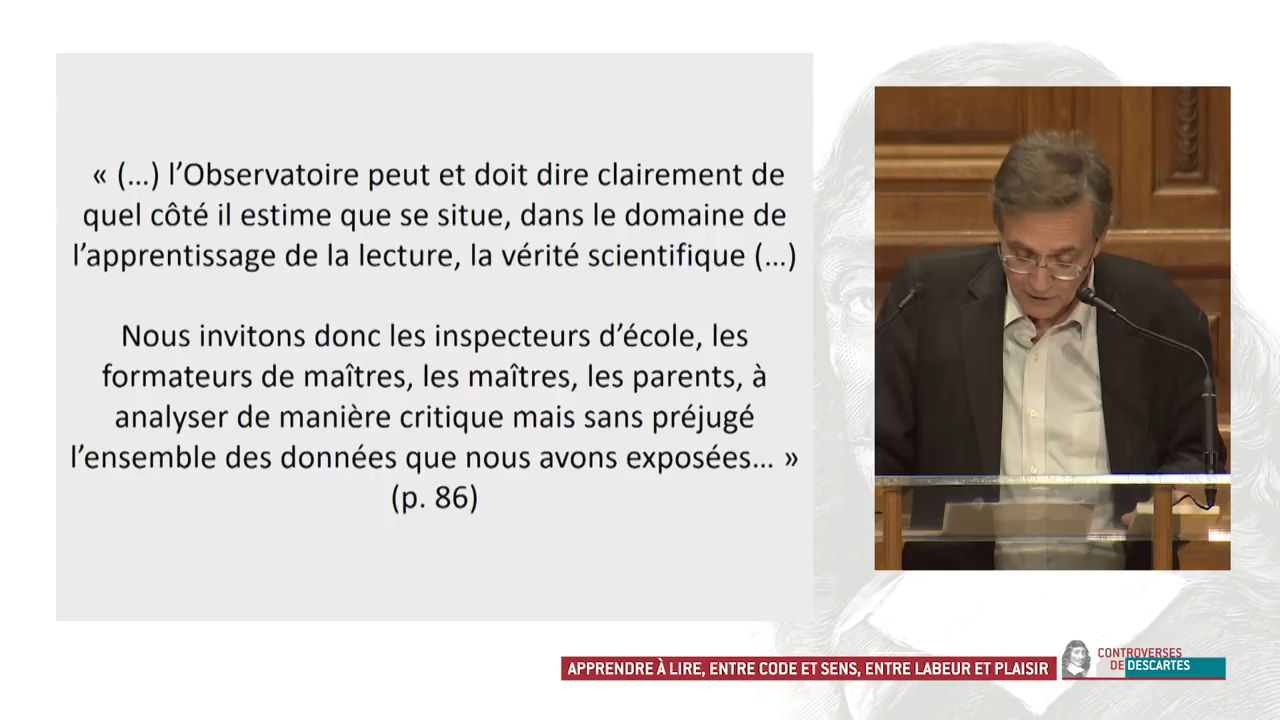 « (…) l’Observatoire peut et doit dire clairement de
quel côté il estime que se situe, dans le domaine de
l’apprentissage de la lecture, la vérité scientifique (…)
Nous invitons donc les inspecteurs d’école, les
formateurs de maîtres, les maîtres, les parents, à
analyser de manière critique mais sans préjugé
l’ensemble des données que nous avons exposées… »
(p. 86)
APPRENDRE À LIRE, ENTRE CODE ET SENS, ENTRE LABEUR ET PLAISIR
CONTROVERSES
DE DESCARTES